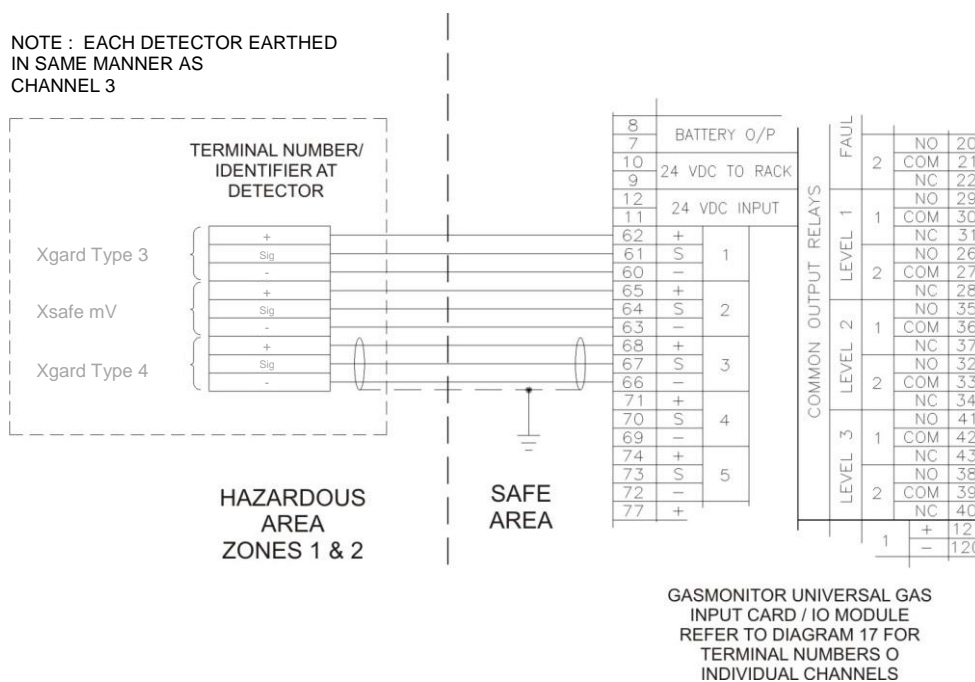 NOTE : EACH DETECTOR EARTHED
IN SAME MANNER AS
CHANNEL 3
TERMINAL NUMBER/
IDENTIFIER AT
DETECTOR
Xgard Type 3
+
Sig
-
Xsafe mV
+
Sig
-
Xgard Type 4
+
Sig
-
HAZARDOUS
AREA
ZONES 1 & 2
SAFE
AREA
8
7
BATTERY O/P
10
9
24 VDC TO RACK
12
11
24 VDC INPUT
62 +
61 S 1
60 -
65 +
64 S 2
63 -
68 +
67 S 3
66 -
71 +
70 S 4
69 -
74 +
73 S 5
72 -
77 +
COMMON OUTPUT RELAYS
FAUL
2
NO 20
COM 21
NC 22
LEVEL 1
1
NO 29
COM 30
NC 31
2
NO 26
COM 27
NC 28
LEVEL 2
1
NO 35
COM 36
NC 37
2
NO 32
COM 33
NC 34
LEVEL 3
1
NO 41
COM 42
NC 43
2
NO 38
COM 39
NC 40
1
+ 12
- 120
GASMONITOR UNIVERSAL GAS
INPUT CARD / IO MODULE
REFER TO DIAGRAM 17 FOR
TERMINAL NUMBERS O
INDIVIDUAL CHANNELS